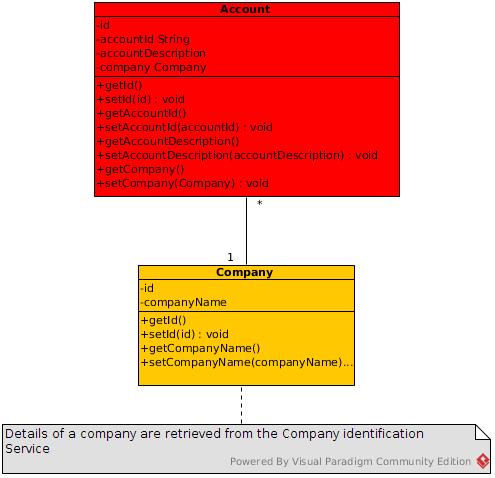 Account
-id
-accountId String
-accountDescription
-company Company
+getId()
+setId(id) : void
+getAccountId()
+setAccountId(accountId) : void
+getAccountDescription()
+setAccountDescription(accountDescription) : void
+getCompany()
+setCompany(Company) : void
*
1
Company
-id
-companyName
+getId()
+setId(id) : void
+getCompanyName()
+setCompanyName(companyName)...
Details of a company are retrieved from the Company identification
Service
Powered By Visual Paradigm Community Edition